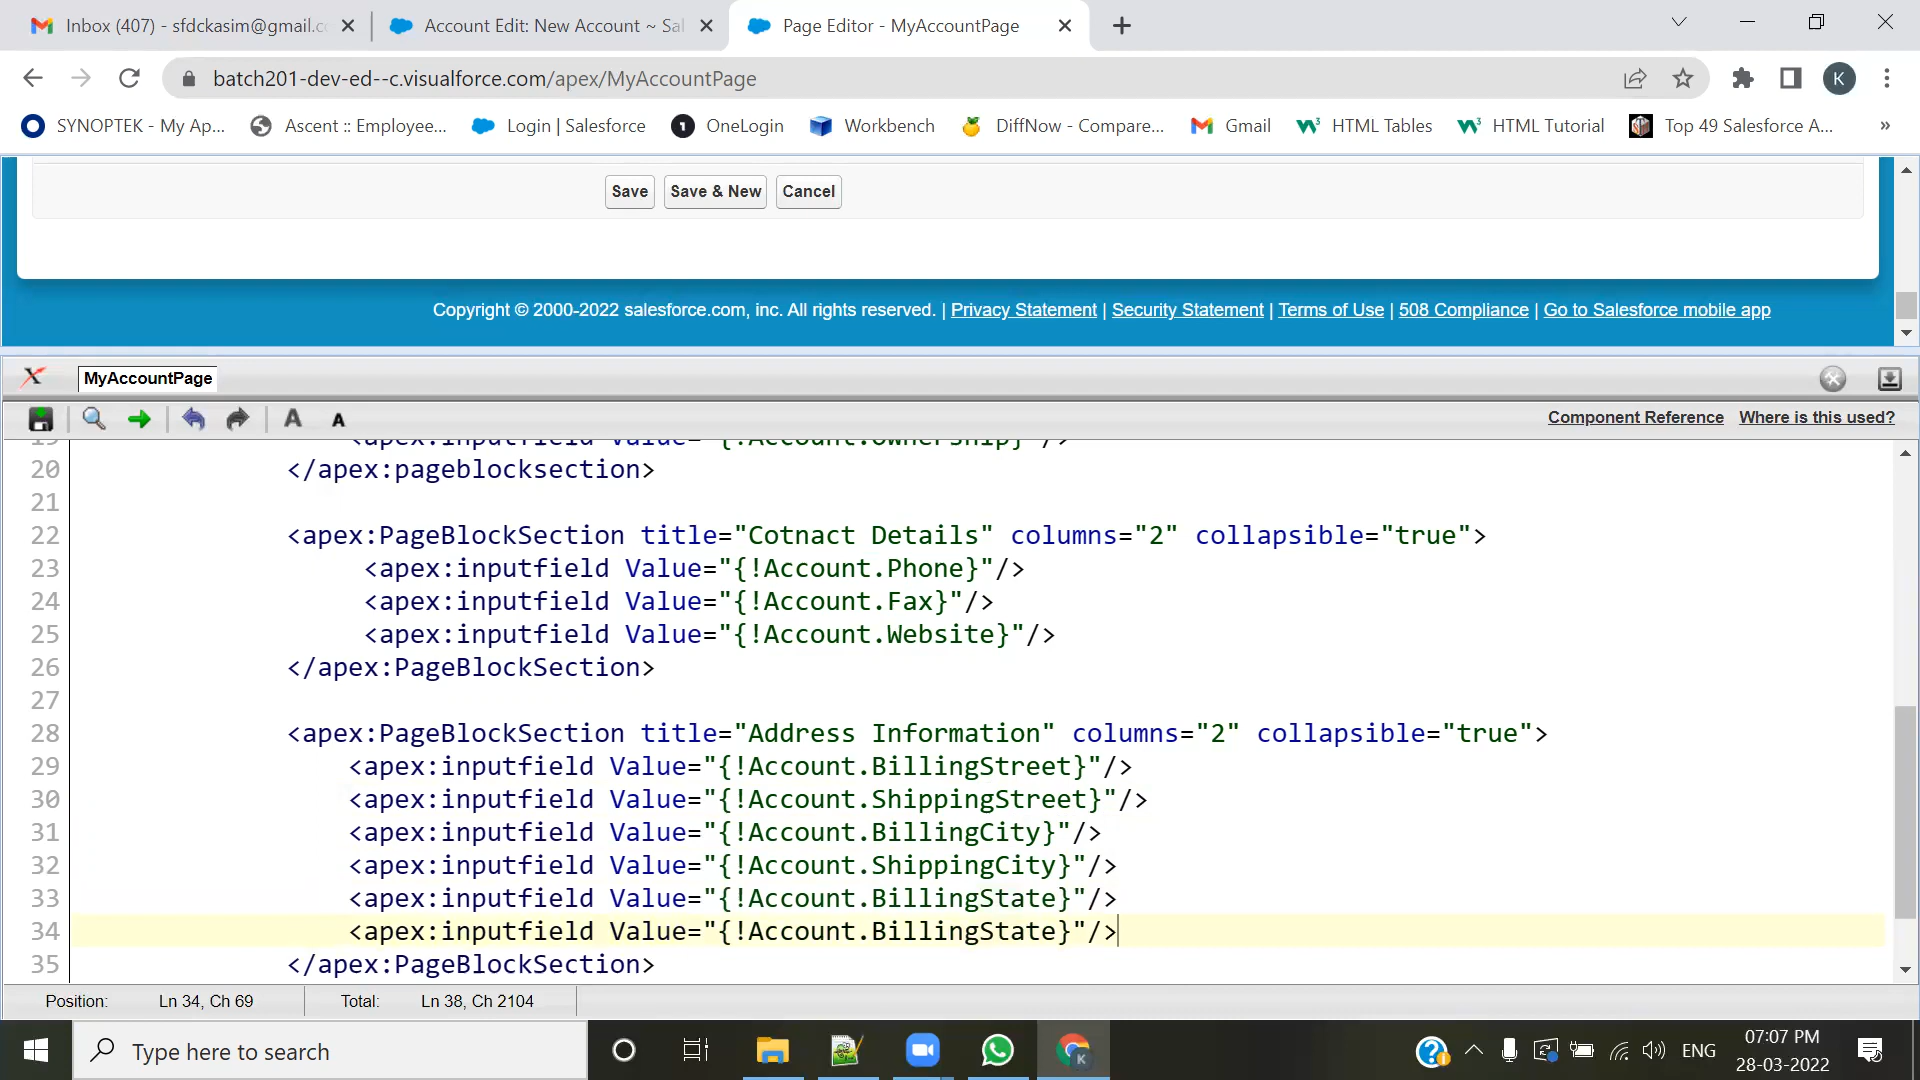 Inbox (407) - sfdckasim@gmail.c
Account Edit: New Account ~ Sal
Page Editor - MyAccountPage
batch201-dev-ed--c.visualforce.com/apex/MyAccountPage
K
SYNOPTEK - My Ap...
Ascent :: Employee...
Login | Salesforce
OneLogin
Workbench
DiffNow - Compare...
Gmail
HTML Tables
HTML Tutorial
Top 49 Salesforce A...
»
Save
Save & New
Cancel
Copyright © 2000-2022 salesforce.com, inc. All rights reserved. | Privacy Statement | Security Statement | Terms of Use | 508 Compliance | Go to Salesforce mobile app
MyAccountPage
A A
Component Reference
Where is this used?
19 <apex:inputfield Value="{!Account.Ownership}"/>
20 </apex:pageblocksection>
21
22 <apex:PageBlockSection title="Cotnact Details" columns="2" collapsible="true">
23 <apex:inputfield Value="{!Account.Phone}"/>
24 <apex:inputfield Value="{!Account.Fax}"/>
25 <apex:inputfield Value="{!Account.Website}"/>
26 </apex:PageBlockSection>
27
28 <apex:PageBlockSection title="Address Information" columns="2" collapsible="true">
29 <apex:inputfield Value="{!Account.BillingStreet}"/>
30 <apex:inputfield Value="{!Account.ShippingStreet}"/>
31 <apex:inputfield Value="{!Account.BillingCity}"/>
32 <apex:inputfield Value="{!Account.ShippingCity}"/>
33 <apex:inputfield Value="{!Account.BillingState}"/>
34 <apex:inputfield Value="{!Account.BillingState}"/>
35 </apex:PageBlockSection>
Position: Ln 34, Ch 69 Total: Ln 38, Ch 2104
Type here to search
ENG
07:07 PM
28-03-2022